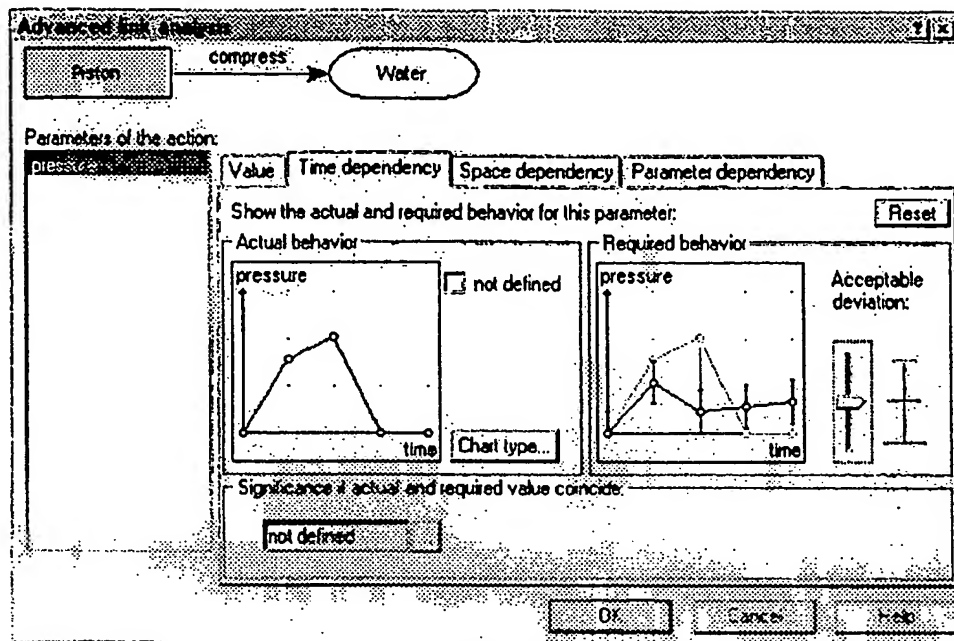 Advanced link analysis
Piston
compress
Water
Parameters of the action:
pressure
Value
Time dependency
Space dependency
Parameter dependency
Show the actual and required behavior for this parameter:
Reset
Actual behavior
pressure
not defined
time
Chart type...
Required behavior
pressure
Acceptable
deviation:
time
Significance if actual and required value coincide:
not defined
OK
Cancel
Help